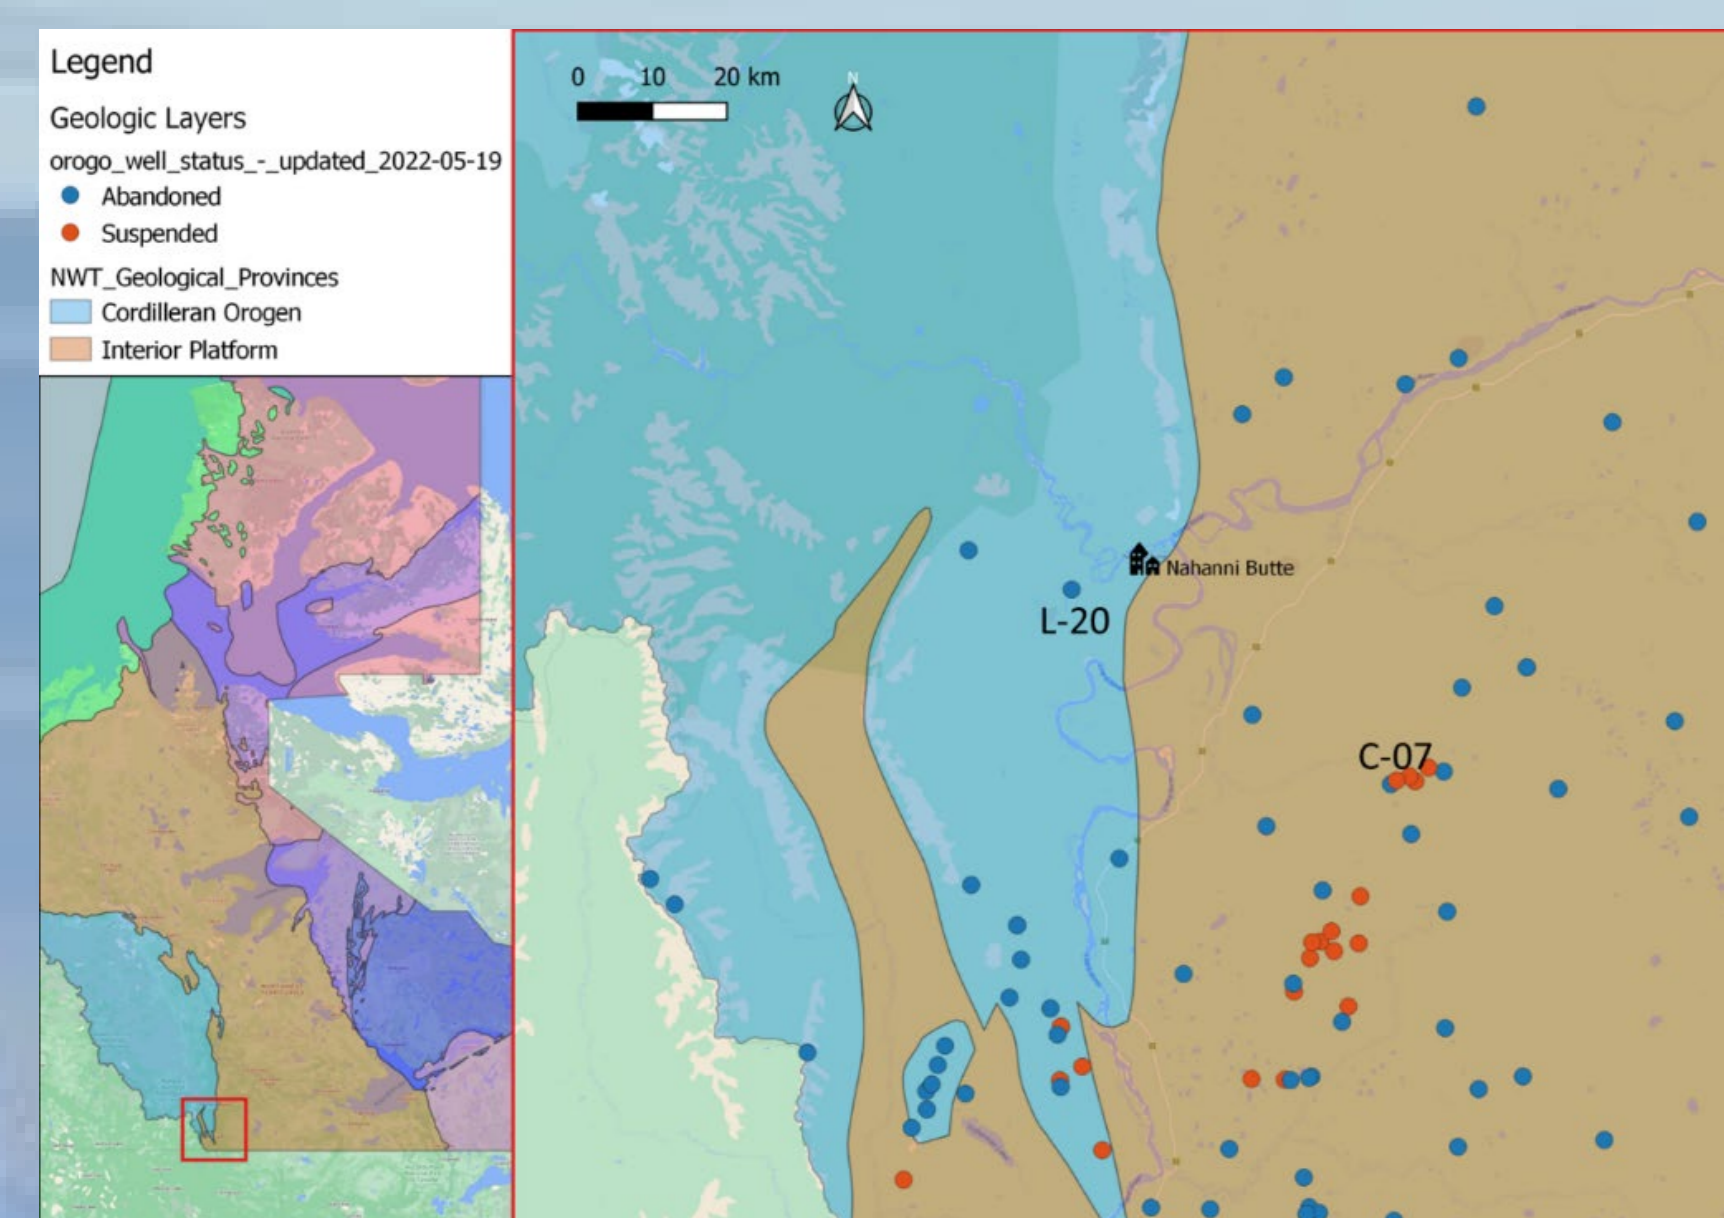 Legend
Geologic Layers
orogo_well_status_-_updated_2022-05-19
Abandoned
Suspended
NWT_Geological_Provinces
Cordilleran Orogen
Interior Platform
0 10 20 km
N
Nahanni Butte
L-20
C-07